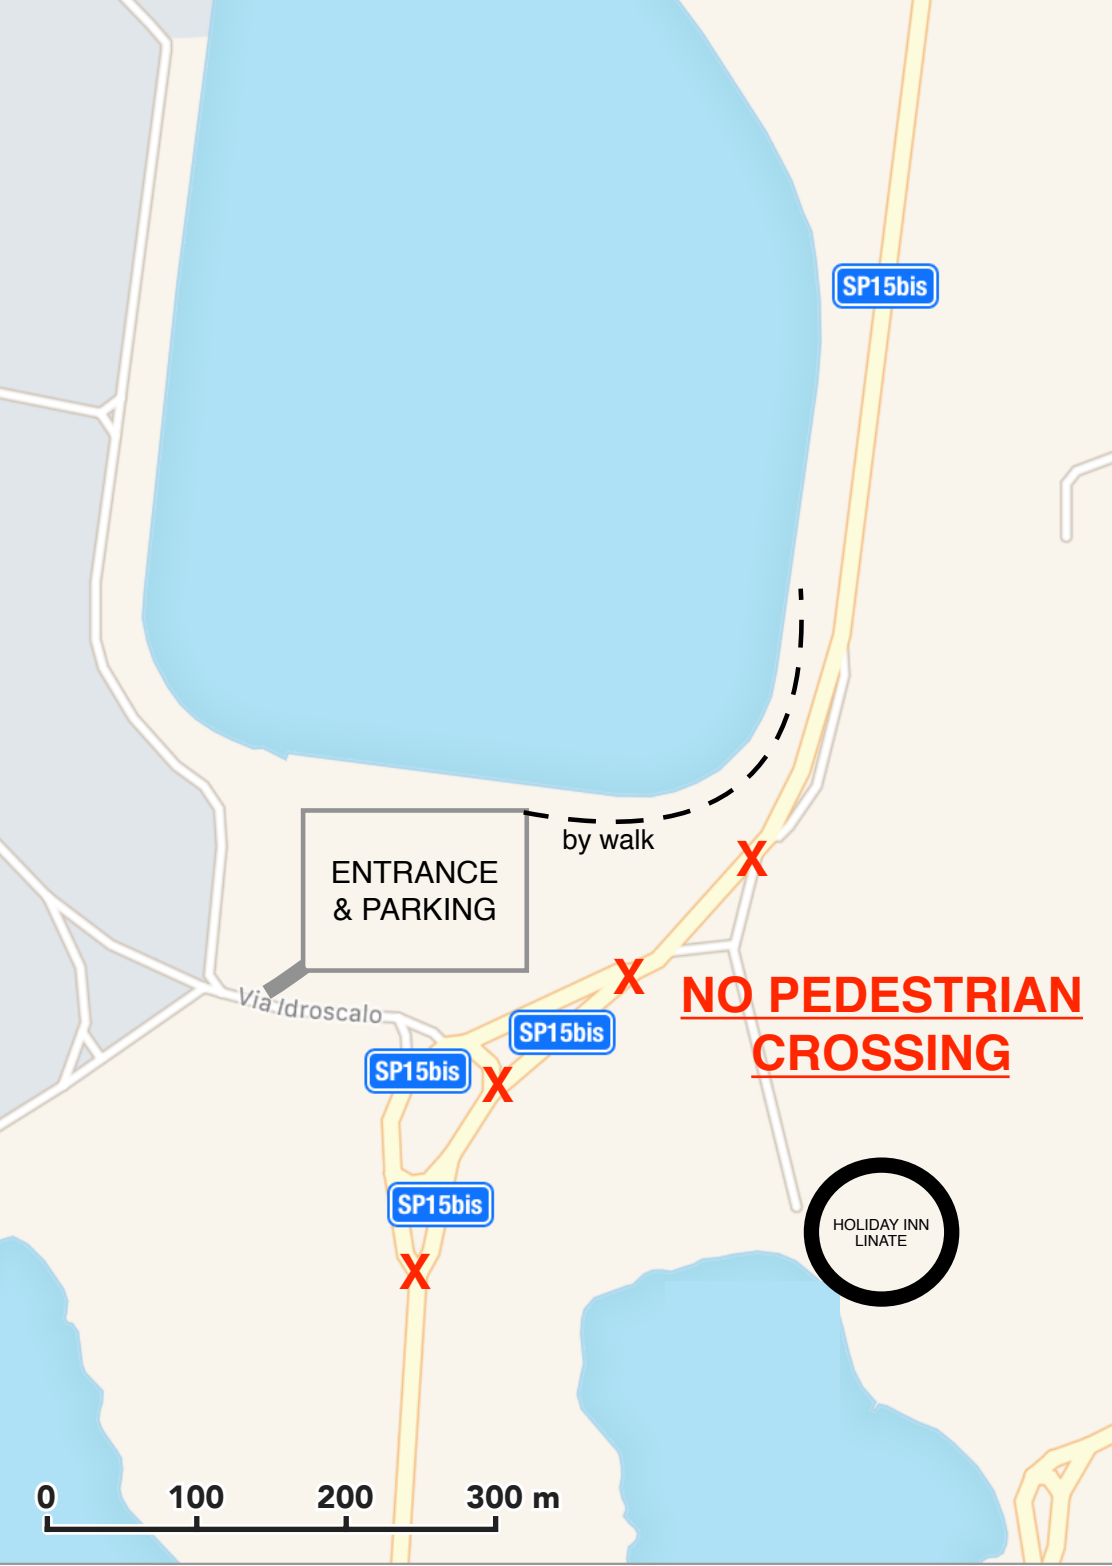 SP15bis
by walk
ENTRANCE
& PARKING
X
X
NO PEDESTRIAN
CROSSING
Via Idroscalo
SP15bis
SP15bis
X
SP15bis
HOLIDAY INN
LINATE
X
0 100 200 300 m